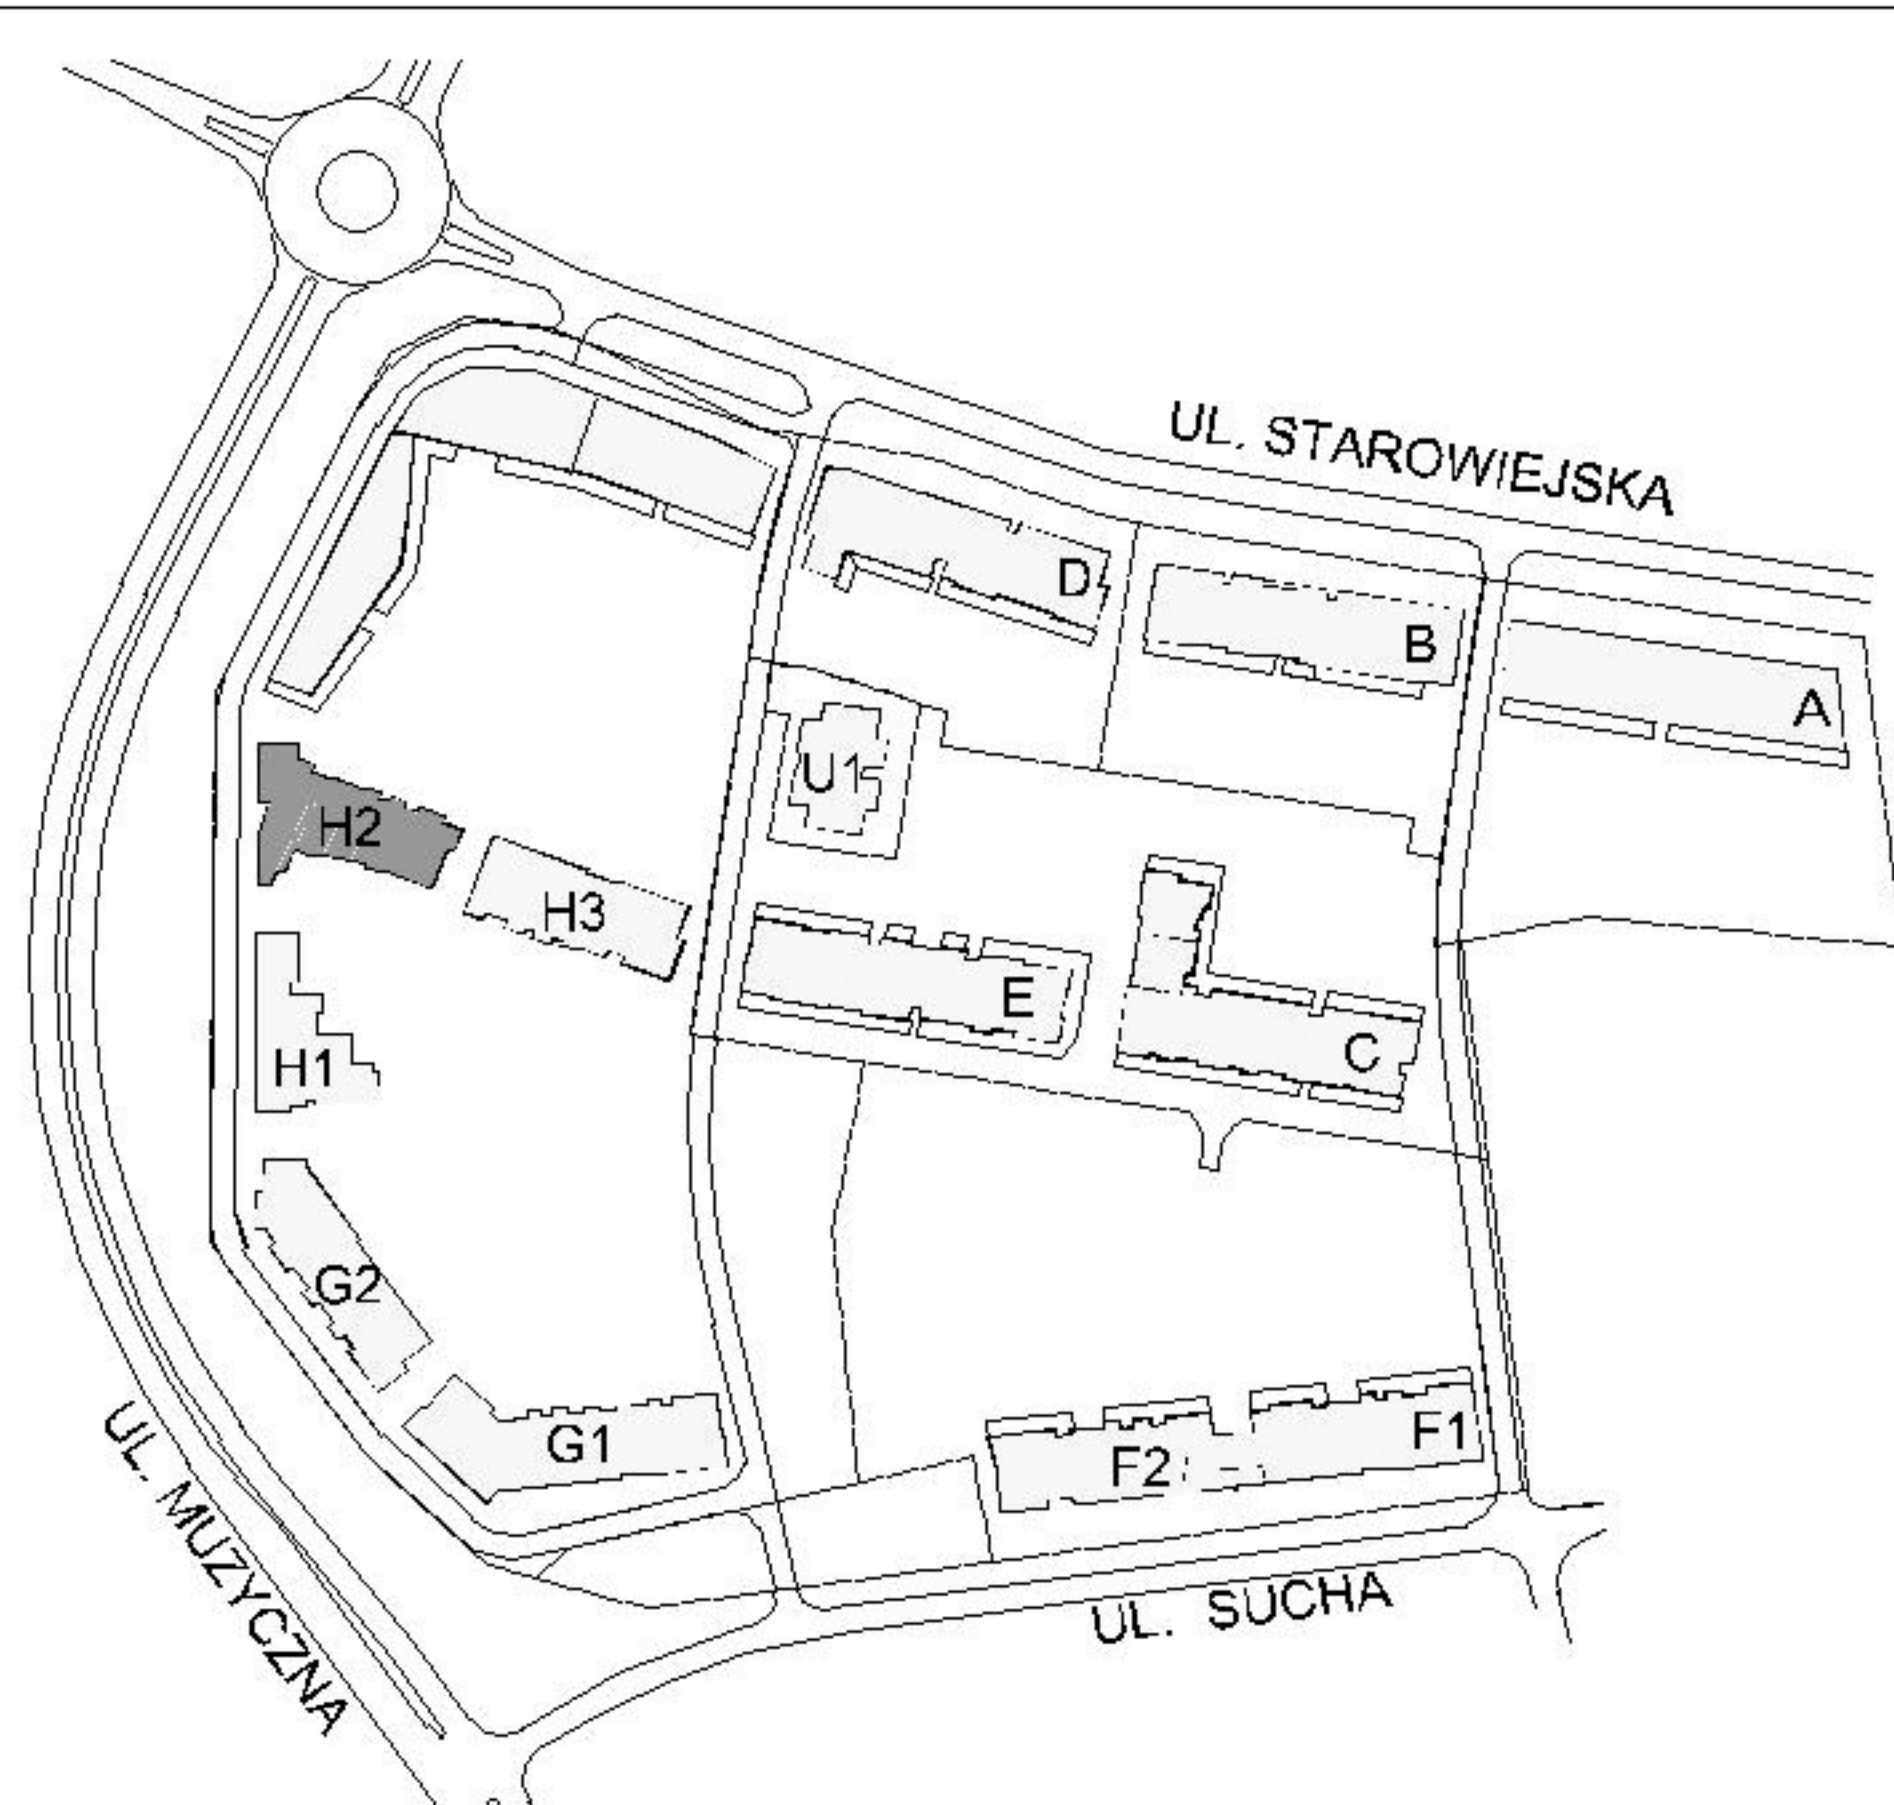 UL. STAROWIEJSKA
D
B
A
U1
H2
H3
E
C
H1
G2
G1
F2
F1
UL. MUZYCZNA
UL. SUCHA